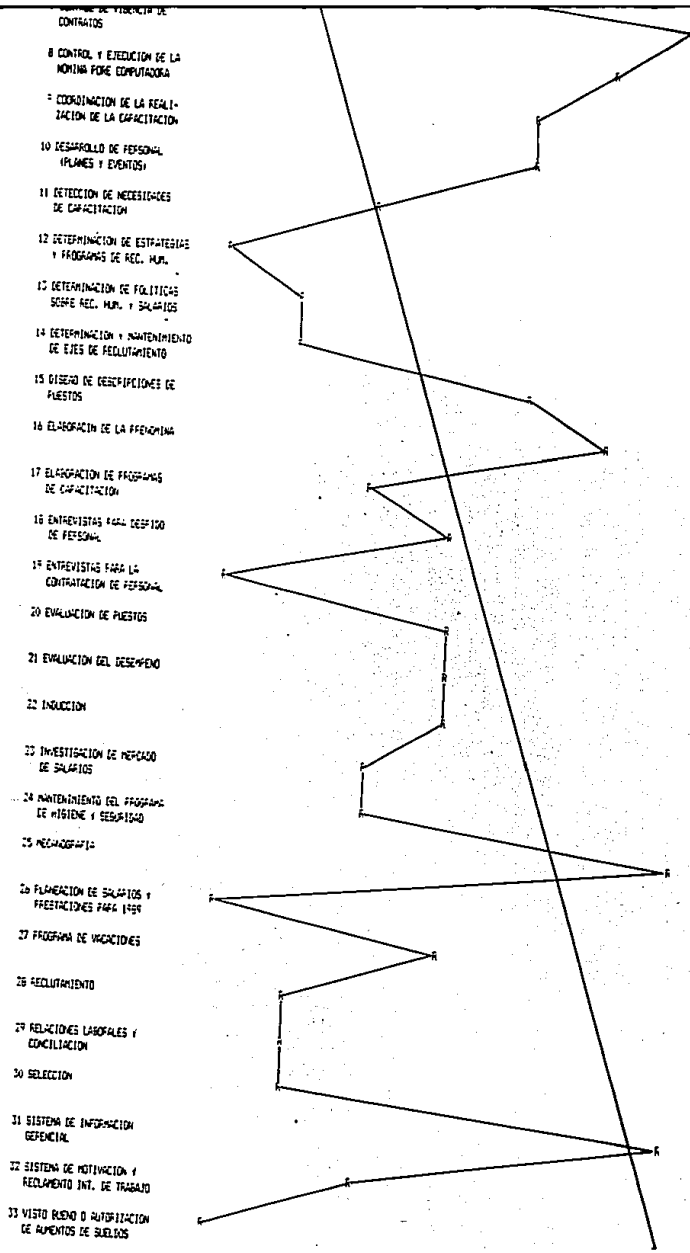 DE VIGENCIA DE
CONTRATOS
8 CONTROL Y EJECUCION DE LA
NOMINA PORE COMPUTADORA
COORDINACION DE LA REALI-
ZACION DE LA CAPACITACION
10 DESARROLLO DE PERSONAL
(PLANES Y EVENTOS)
11 DETECCION DE NECESIDADES
DE CAPACITACION
12 DETERMINACION DE ESTRATEGIAS
Y PROGRAMAS DE REC. HUM.
13 DETERMINACION DE POLITICAS
SOBRE REC. HUM. Y SALARIOS
14 DETERMINACION Y MANTENIMIENTO
DE EJES DE RECLUTAMIENTO
15 DISEÑO DE DESCRIPCIONES DE
PUESTOS
16 ELABORACIN DE LA PRENOMINA
17 ELABORACION DE PROGRAMAS
DE CAPACITACION
18 ENTREVISTAS PARA DESPIDO
DE PERSONAL
19 ENTREVISTAS PARA LA
CONTRATACION DE PERSONAL
20 EVALUACION DE PUESTOS
21 EVALUACION DEL DESEMPENO
22 INDUCCION
23 INVESTIGACION DE MERCADO
DE SALARIOS
24 MANTENIMIENTO DEL PROGRAMA
DE HIGIENE Y SEGURIDAD
25 MECANOGRAFIA
26 PLANEACION DE SALARIOS Y
PRESTACIONES PARA 1989
27 PROGRAMA DE VACACIONES
28 RECLUTAMIENTO
29 RELACIONES LABORALES Y
CONCILIACION
30 SELECCION
31 SISTEMA DE INFORMACION
GERENCIAL
32 SISTEMA DE MOTIVACION Y
RECLAMENTO INT. DE TRABAJO
33 VISTO BUENO O AUTORIZACION
DE AUMENTOS DE SUELDOS